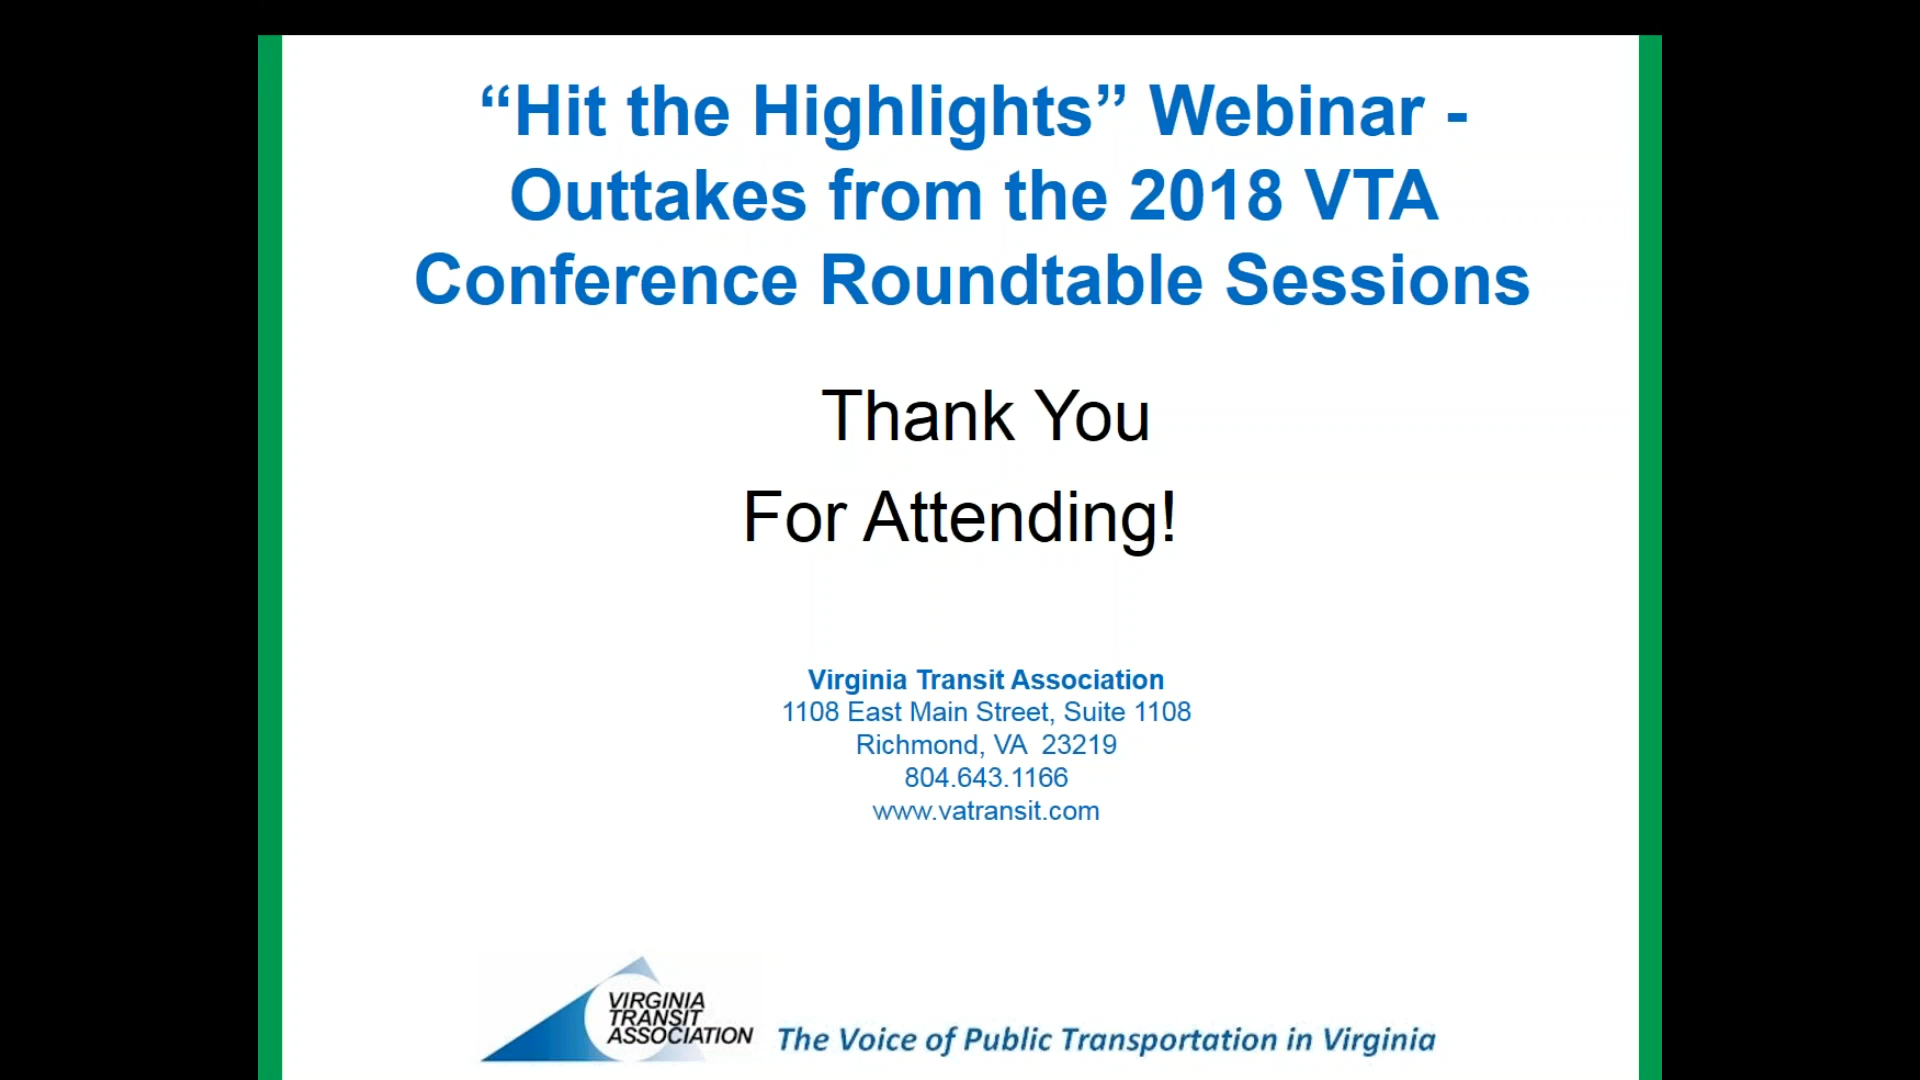 “Hit the Highlights” Webinar -
Outtakes from the 2018 VTA
Conference Roundtable Sessions
Thank You
For Attending!
Virginia Transit Association
1108 East Main Street, Suite 1108
Richmond, VA  23219
804.643.1166
www.vatransit.com
VIRGINIA
TRANSIT
ASSOCIATION
The Voice of Public Transportation in Virginia